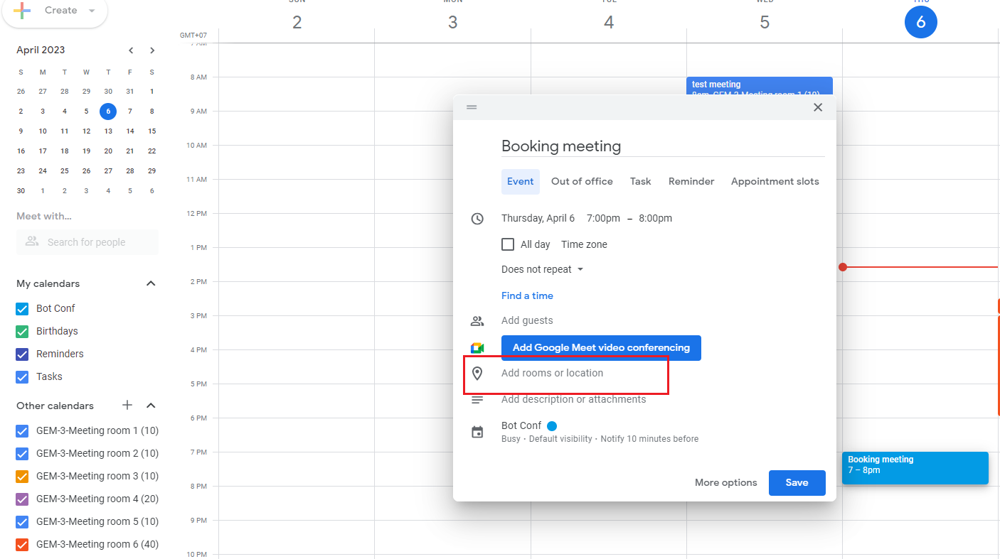 Create
SUN MON TUE WED THU
2 3 4 5 6
GMT+07
April 2023
S M T W T F S
26 27 28 29 30 31 1
2 3 4 5 6 7 8
9 10 11 12 13 14 15
16 17 18 19 20 21 22
23 24 25 26 27 28 29
30 1 2 3 4 5 6
Meet with...
Search for people
My calendars
Bot Conf
Birthdays
Reminders
Tasks
Other calendars
GEM-3-Meeting room 1 (10)
GEM-3-Meeting room 2 (10)
GEM-3-Meeting room 3 (10)
GEM-3-Meeting room 4 (20)
GEM-3-Meeting room 5 (10)
GEM-3-Meeting room 6 (40)
7 AM
8 AM
9 AM
10 AM
11 AM
12 PM
1 PM
2 PM
3 PM
4 PM
5 PM
6 PM
7 PM
8 PM
9 PM
10 PM
test meeting
8am, GEM-3-Meeting room 1 (10)
Booking meeting
Event Out of office Task Reminder Appointment slots
Thursday, April 6 7:00pm – 8:00pm
All day Time zone
Does not repeat
Find a time
Add guests
Add Google Meet video conferencing
Add rooms or location
Add description or attachments
Bot Conf
Busy · Default visibility · Notify 10 minutes before
More options Save
Booking meeting
7 – 8pm